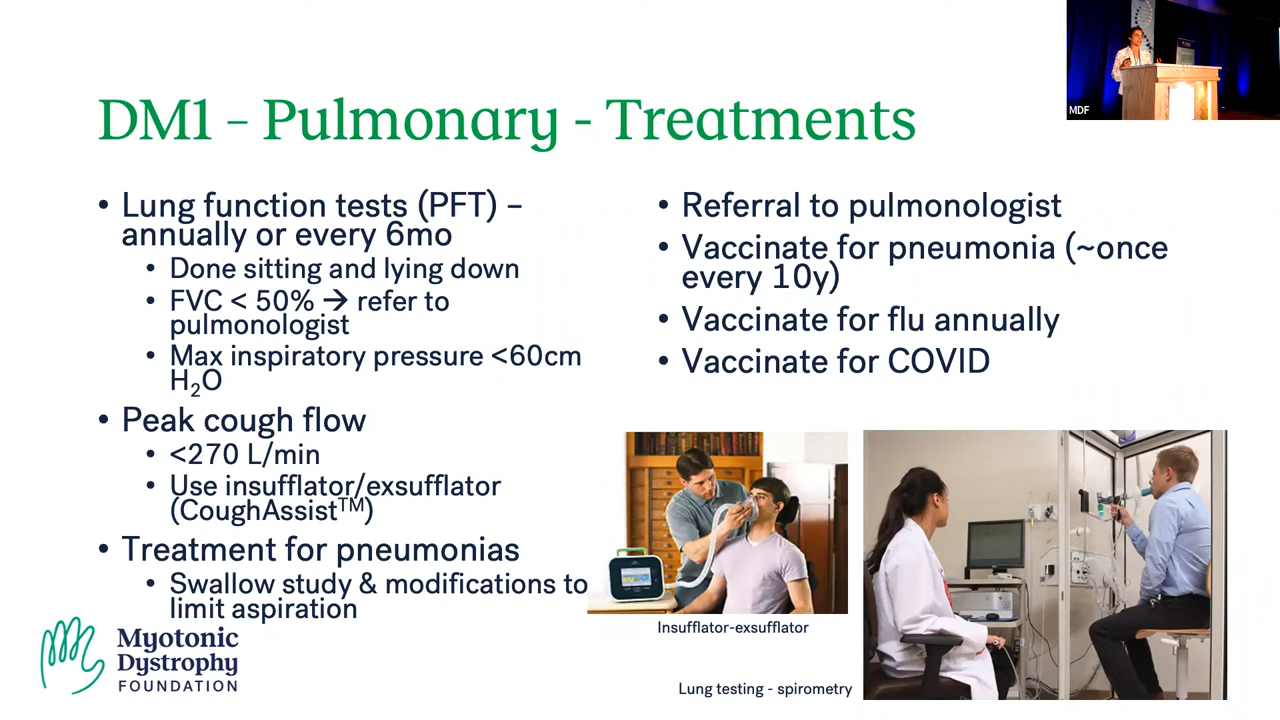 MDF
DM1 – Pulmonary - Treatments
• Lung function tests (PFT) –
annually or every 6mo
• Done sitting and lying down
• FVC < 50% → refer to
pulmonologist
• Max inspiratory pressure <60cm
H₂O
• Peak cough flow
• <270 L/min
• Use insufflator/exsufflator
(CoughAssist™)
• Treatment for pneumonias
• Swallow study & modifications to
limit aspiration
• Referral to pulmonologist
• Vaccinate for pneumonia (~once
every 10y)
• Vaccinate for flu annually
• Vaccinate for COVID
Insufflator-exsufflator
Lung testing - spirometry
Myotonic
Dystrophy
FOUNDATION